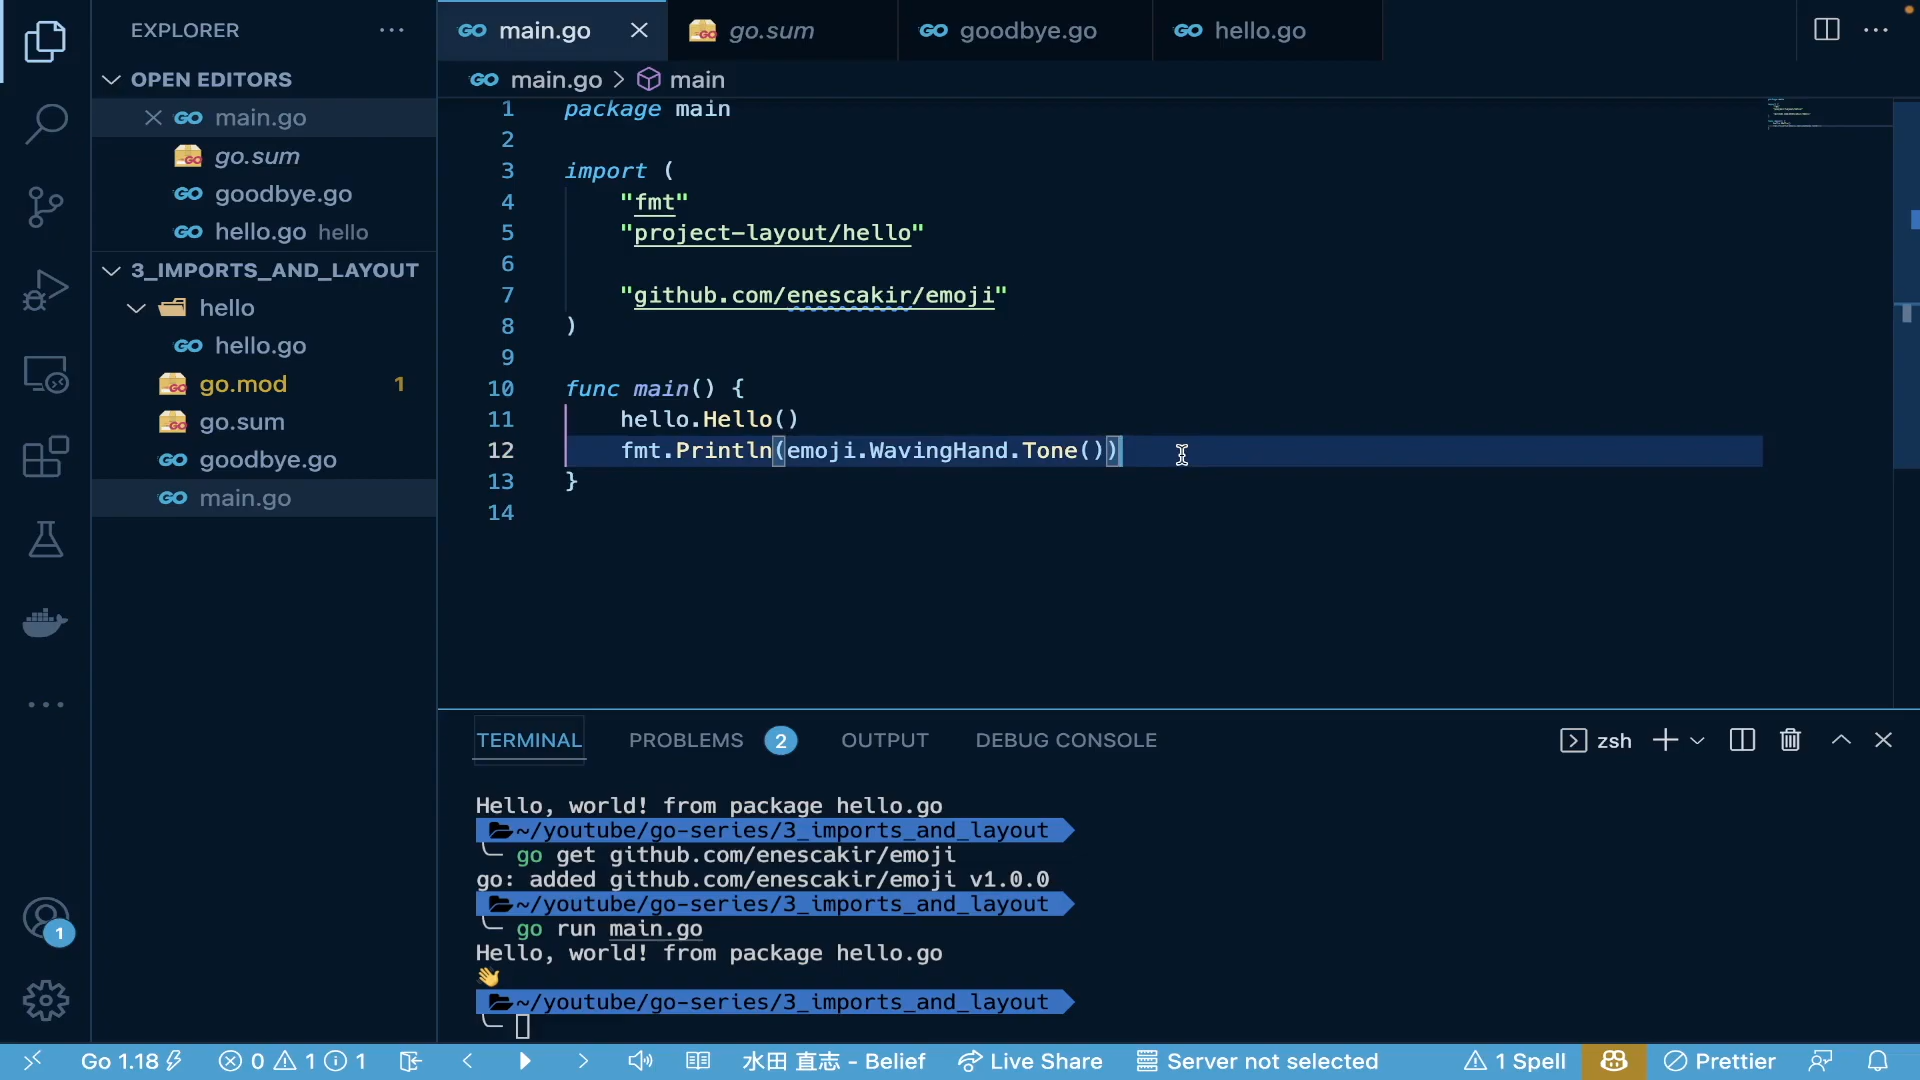 EXPLORER
OPEN EDITORS
main.go
go.sum
goodbye.go
hello.go hello
3_IMPORTS_AND_LAYOUT
hello
hello.go
go.mod 1
go.sum
goodbye.go
main.go
main.go go.sum goodbye.go hello.go
main.go > main
1 package main
2
3 import (
4 "fmt"
5 "project-layout/hello"
6
7 "github.com/enescakir/emoji"
8 )
9
10 func main() {
11 hello.Hello()
12 fmt.Println(emoji.WavingHand.Tone())
13 }
14
TERMINAL PROBLEMS 2 OUTPUT DEBUG CONSOLE zsh
Hello, world! from package hello.go
~/youtube/go-series/3_imports_and_layout
go get github.com/enescakir/emoji
go: added github.com/enescakir/emoji v1.0.0
~/youtube/go-series/3_imports_and_layout
go run main.go
Hello, world! from package hello.go
👋
~/youtube/go-series/3_imports_and_layout
1
Go 1.18 0 1 1 水田 直志 - Belief Live Share Server not selected 1 Spell Prettier